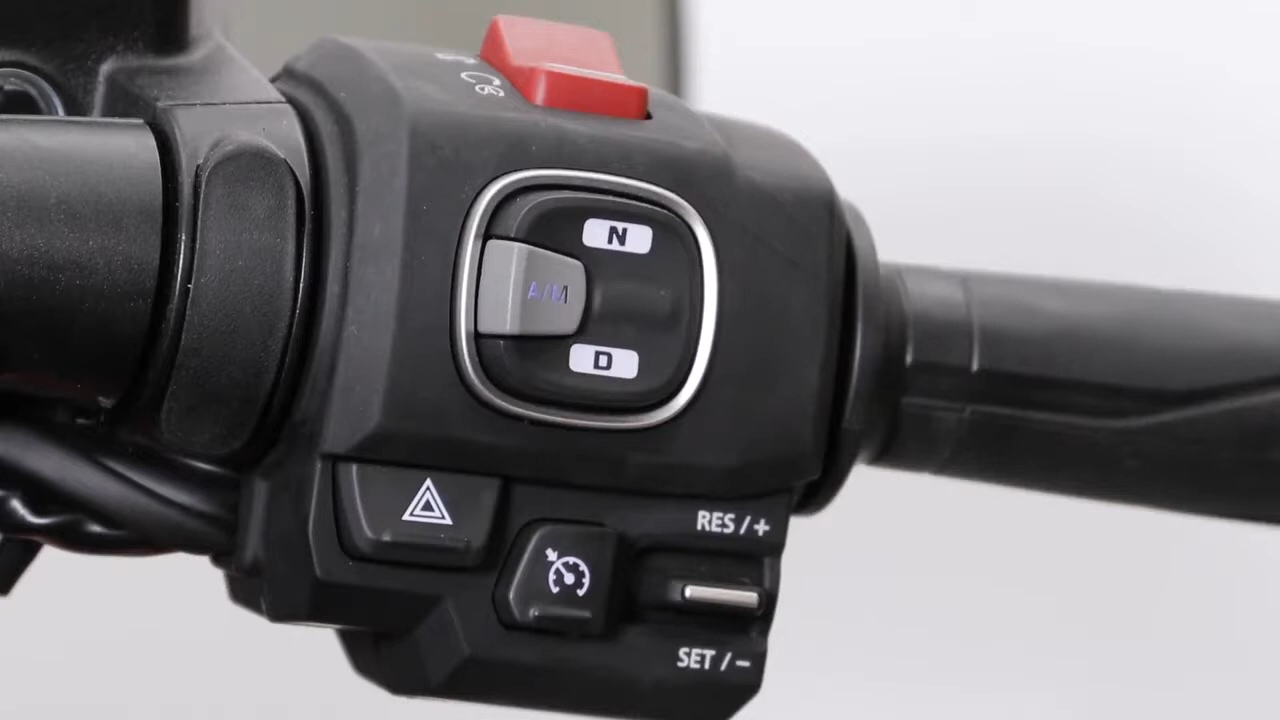 N
A/M
D
RES / +
SET / −